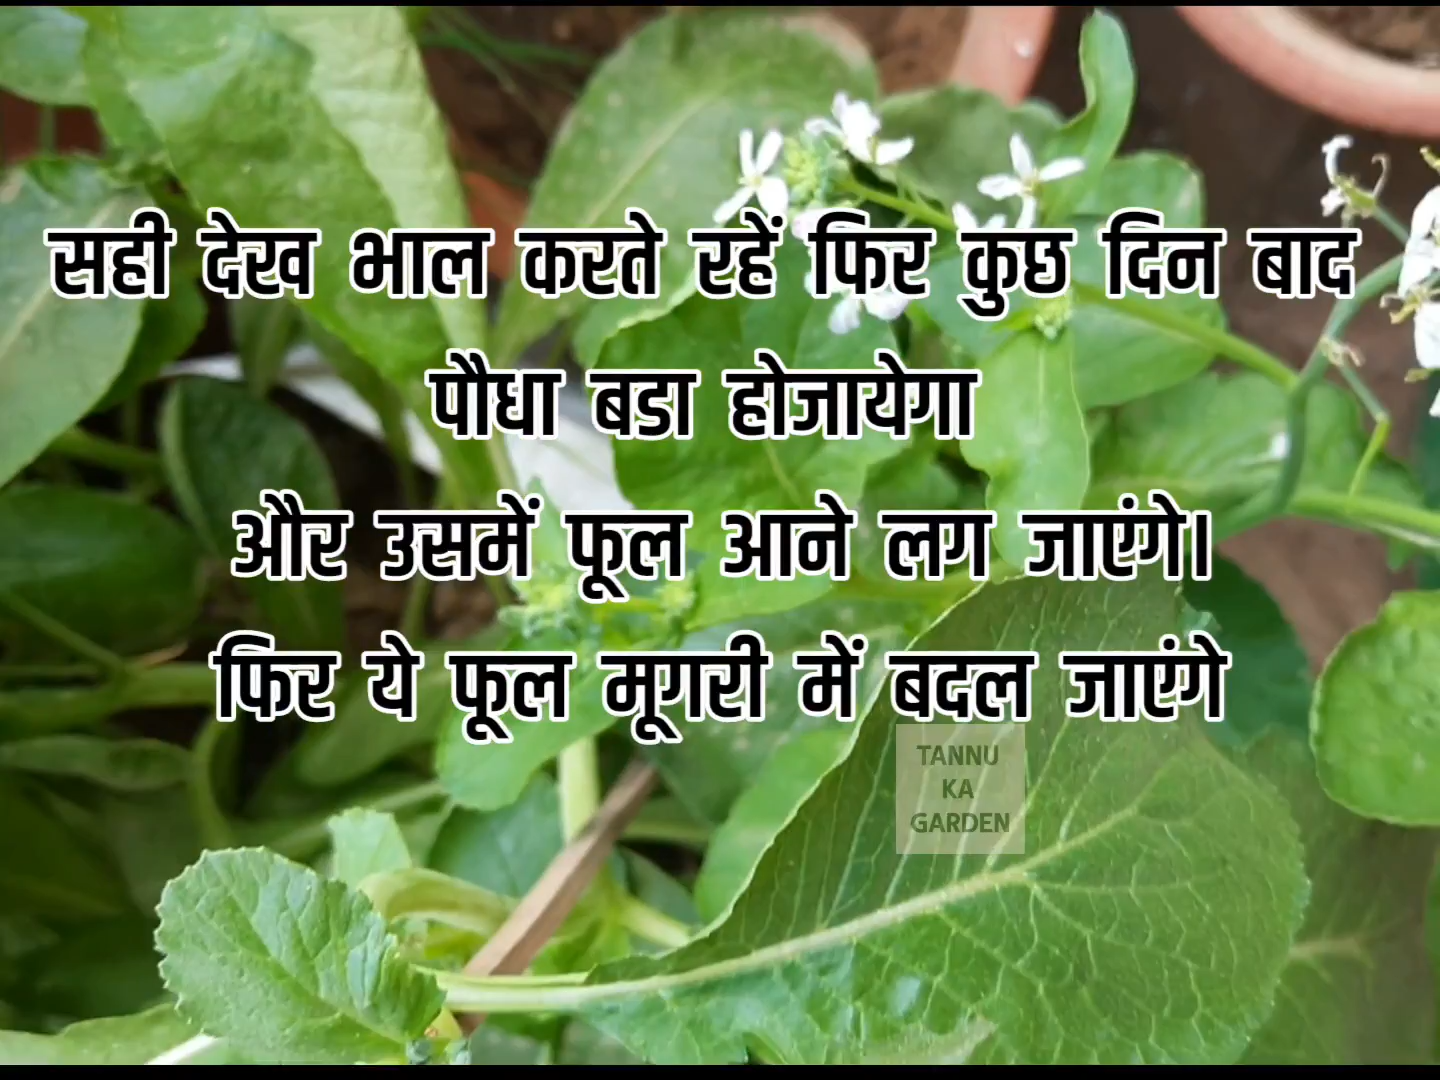 सही देख भाल करते रहें फिर कुछ दिन बाद
पौधा बडा होजायेगा
और उसमें फूल आने लग जाएंगे।
फिर ये फूल मूगरी में बदल जाएंगे
TANNU
KA
GARDEN